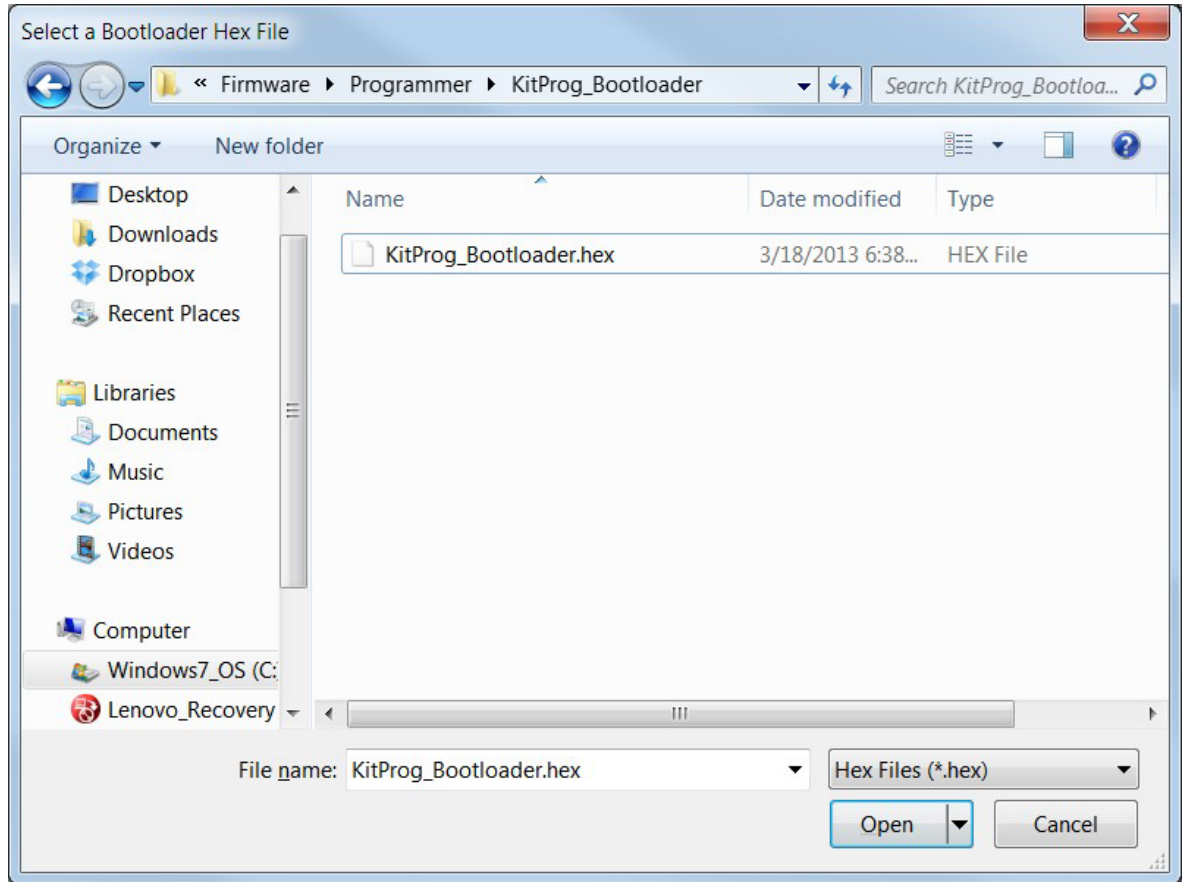 Select a Bootloader Hex File
« Firmware Programmer KitProg_Bootloader Search KitProg_Bootloa...
Organize New folder
Name Date modified Type
KitProg_Bootloader.hex 3/18/2013 6:38... HEX File
Desktop
Downloads
Dropbox
Recent Places
Libraries
Documents
Music
Pictures
Videos
Computer
Windows7_OS (C:
Lenovo_Recovery
File name: KitProg_Bootloader.hex Hex Files (*.hex)
Open Cancel